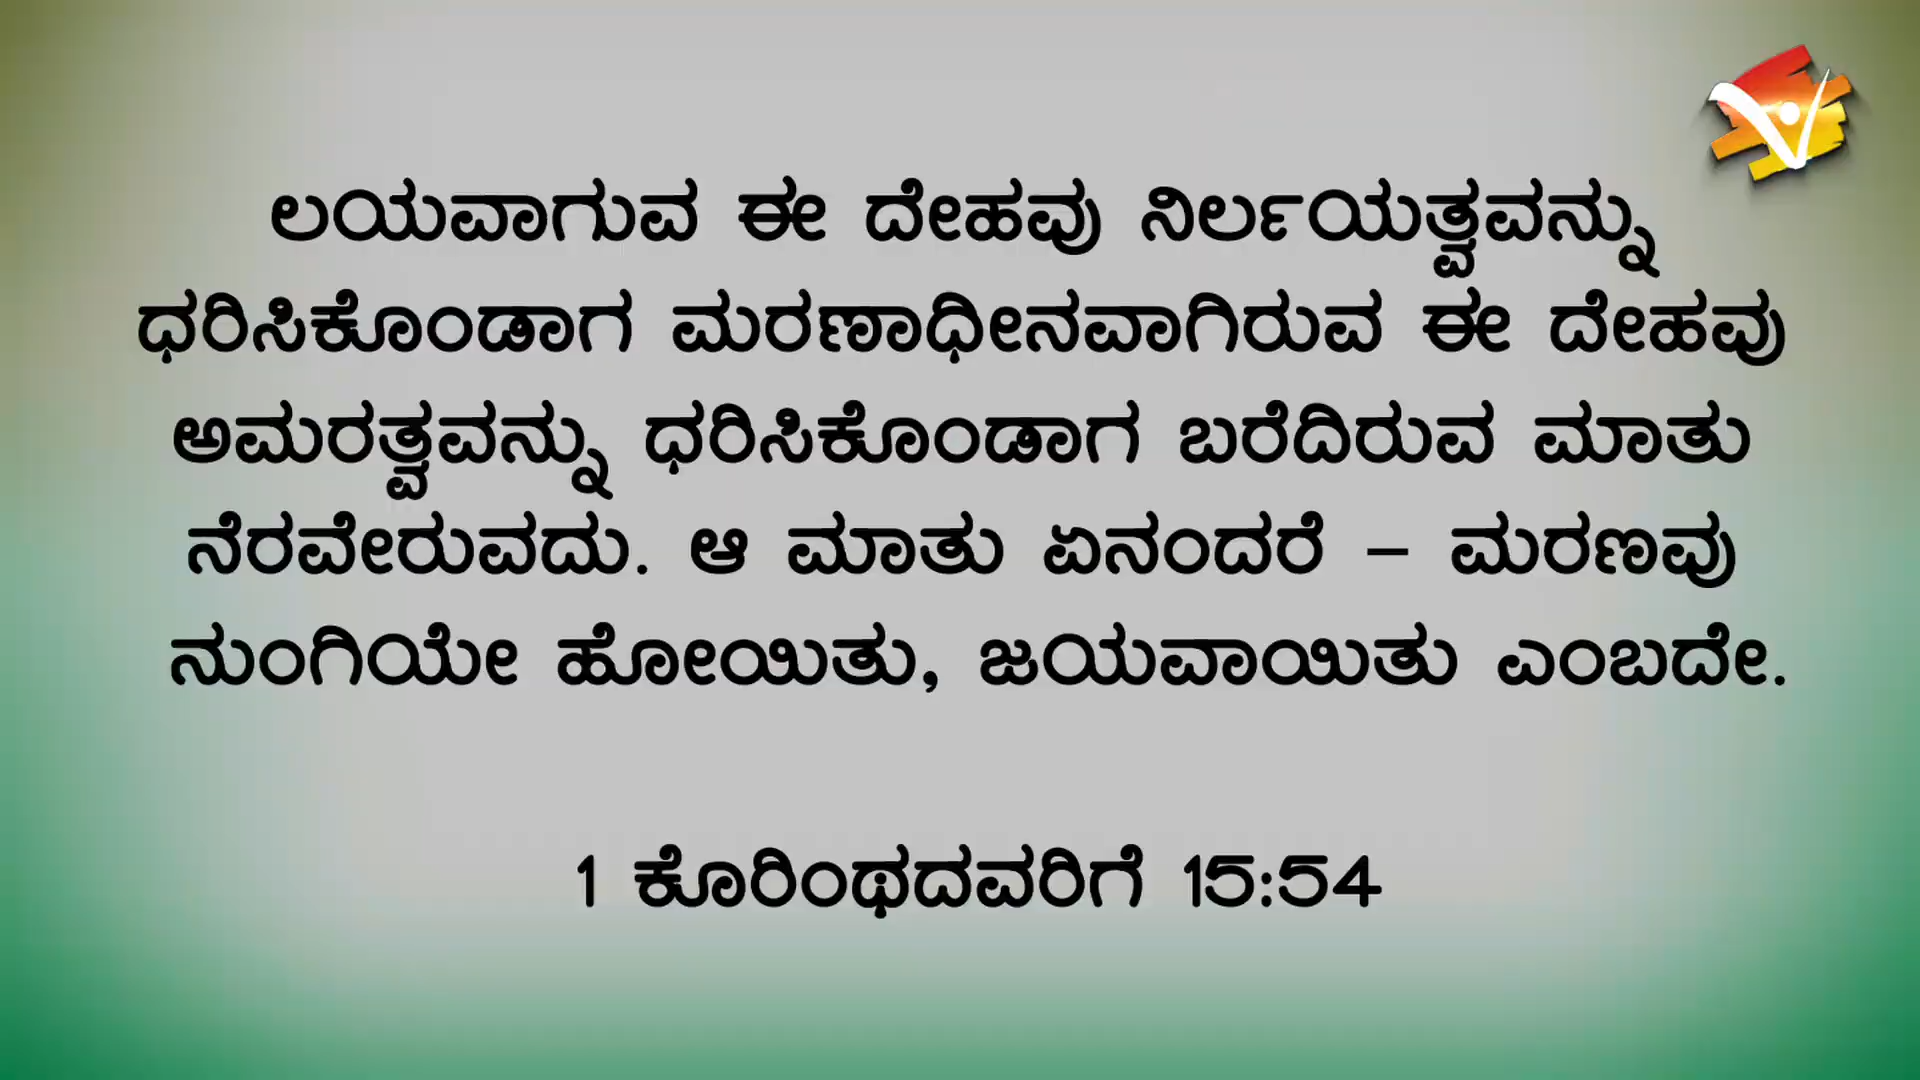 ಲಯವಾಗುವ ಈ ದೇಹವು ನಿರ್ಲಯತ್ವವನ್ನು
ಧರಿಸಿಕೊಂಡಾಗ ಮರಣಾಧೀನವಾಗಿರುವ ಈ ದೇಹವು
ಅಮರತ್ವವನ್ನು ಧರಿಸಿಕೊಂಡಾಗ ಬರೆದಿರುವ ಮಾತು
ನೆರವೇರುವದು. ಆ ಮಾತು ಏನಂದರೆ – ಮರಣವು
ನುಂಗಿಯೇ ಹೋಯಿತು, ಜಯವಾಯಿತು ಎಂಬದೇ.
1 ಕೊರಿಂಥದವರಿಗೆ 15:54